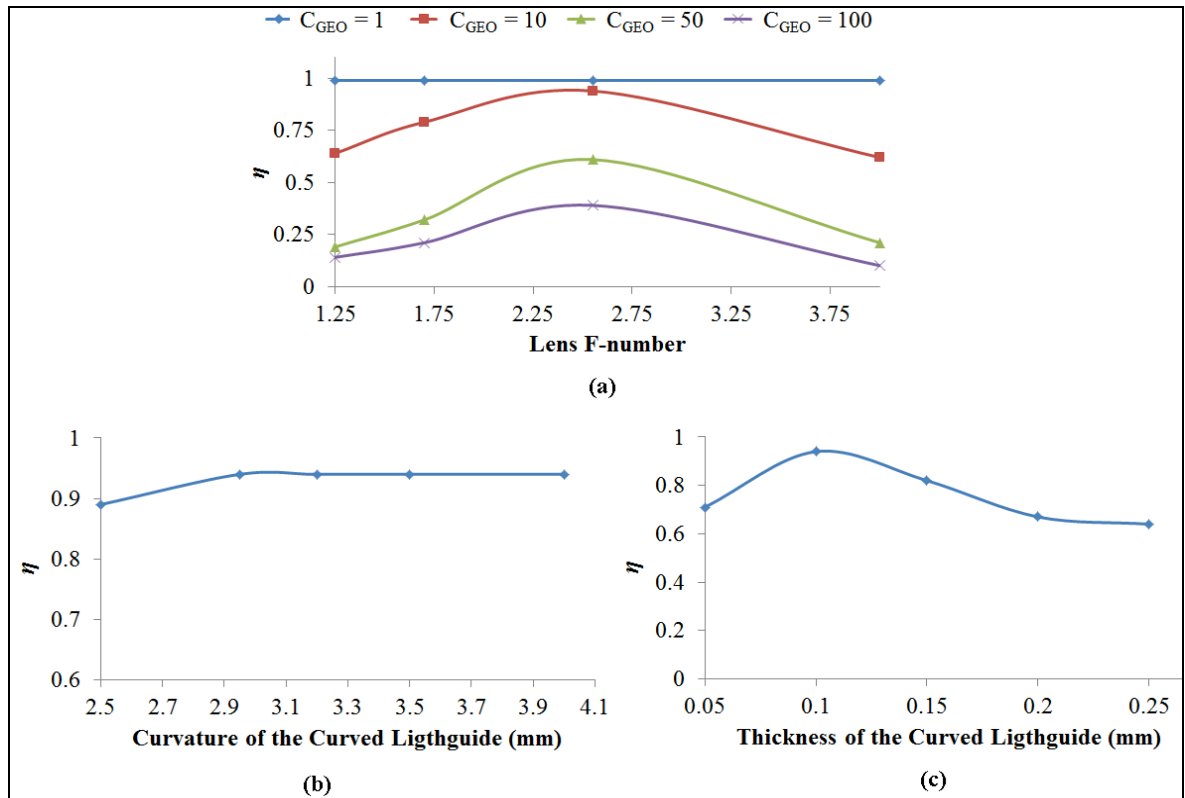 C_GEO = 1 C_GEO = 10 C_GEO = 50 C_GEO = 100
1
0.75
0.5
0.25
0
η
1.25 1.75 2.25 2.75 3.25 3.75
Lens F-number
(a)
1
0.9
0.8
0.7
0.6
η
2.5 2.7 2.9 3.1 3.3 3.5 3.7 3.9 4.1
Curvature of the Curved Ligthguide (mm)
(b)
1
0.8
0.6
0.4
0.2
0
η
0.05 0.1 0.15 0.2 0.25
Thickness of the Curved Ligthguide (mm)
(c)